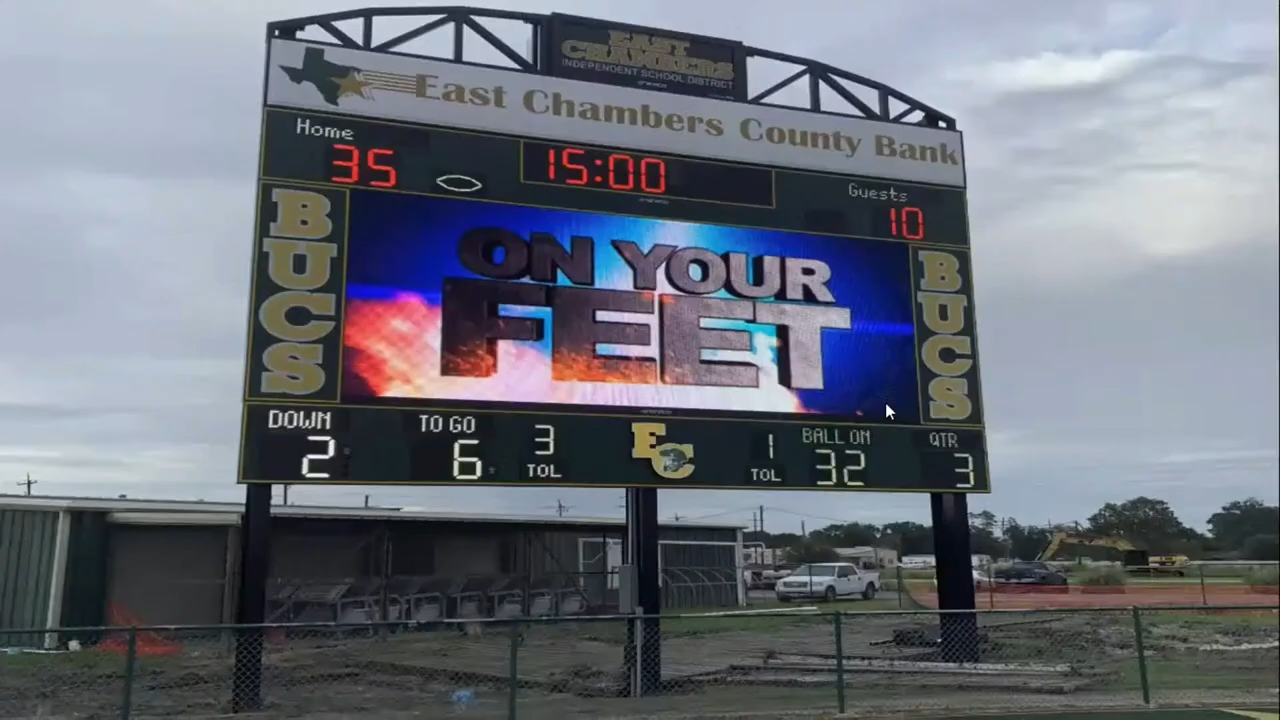 EAST
CHAMBERS
INDEPENDENT SCHOOL DISTRICT
East Chambers County Bank
Home
35
15:00
Guests
10
BUCS
ON YOUR
FEET
BUCS
DOWN
2
TO GO
6
3
TOL
EC
1
TOL
BALL ON
32
QTR
3